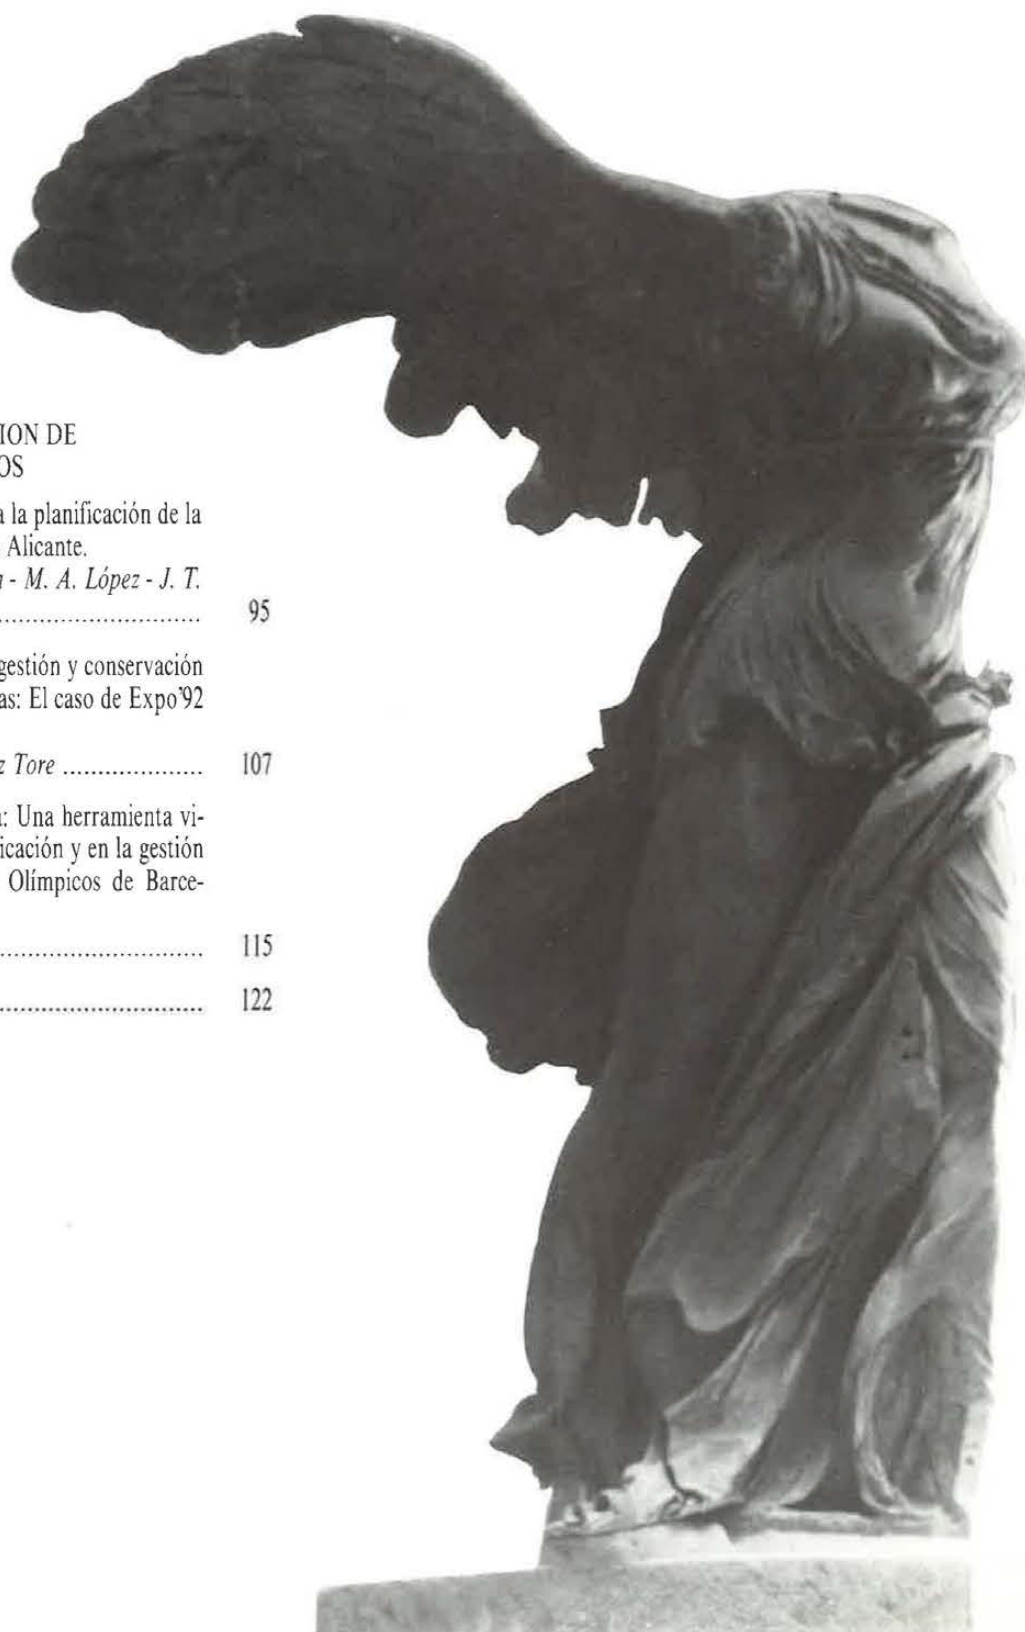 ION DE
OS
a la planificación de la
Alicante.
- M. A. López - J. T.
.............................. 95
gestión y conservación
as: El caso de Expo'92
z Tore .................... 107
: Una herramienta vi-
icación y en la gestión
Olímpicos de Barce-
.............................. 115
.............................. 122